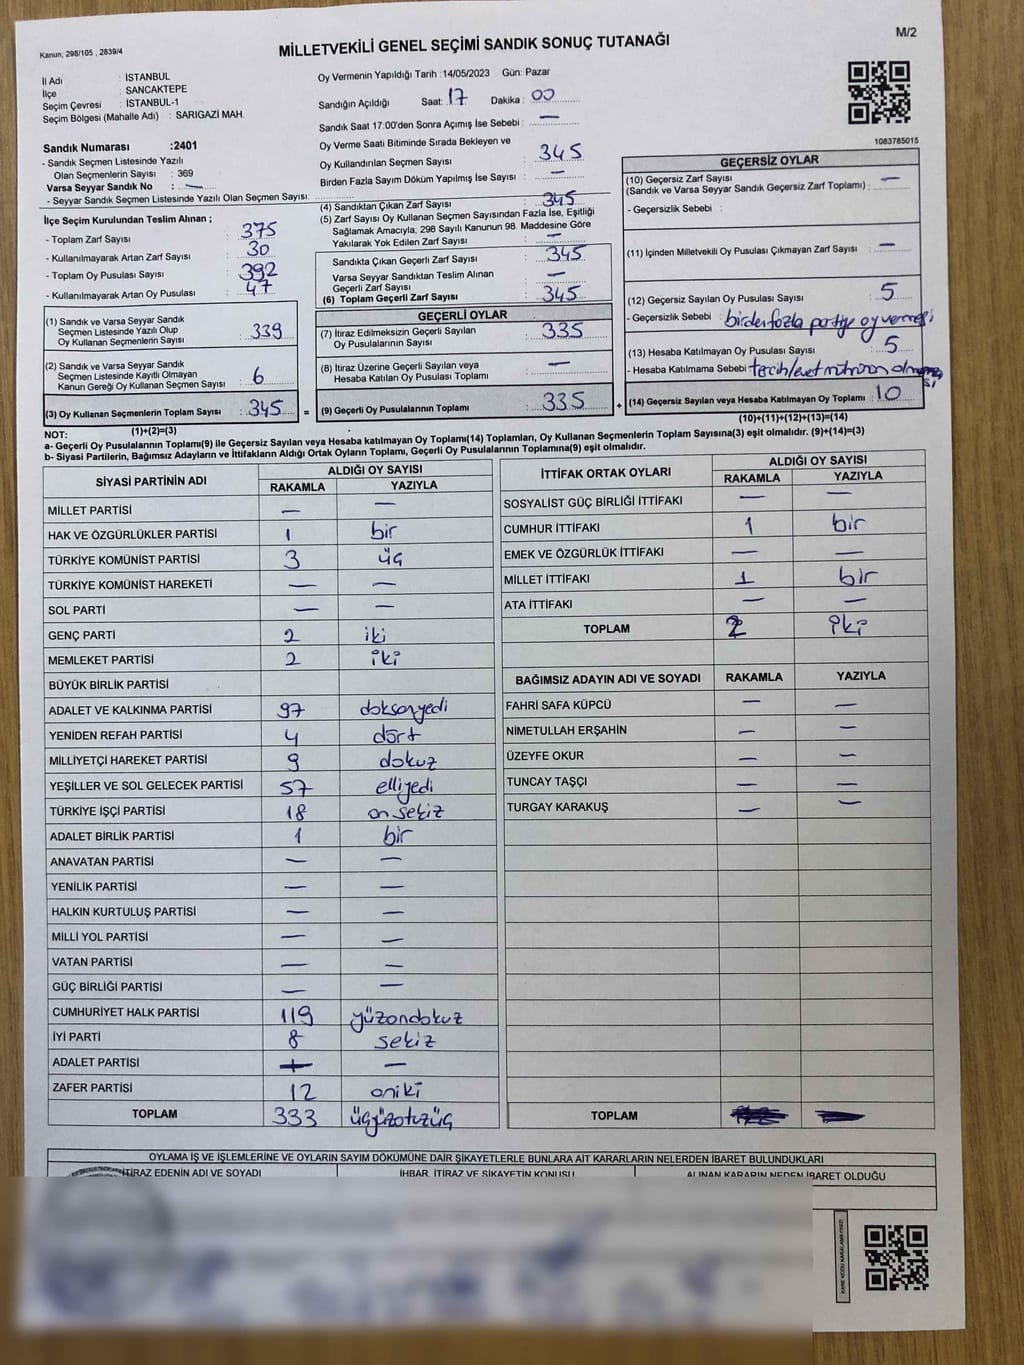 Kanun, 298/105 , 2839/4
MİLLETVEKİLİ GENEL SEÇİMİ SANDIK SONUÇ TUTANAĞI
M/2
İl Adı : İSTANBUL
İlçe : SANCAKTEPE
Seçim Çevresi : İSTANBUL-1
Seçim Bölgesi (Mahalle Adı) : SARIGAZİ MAH.
Sandık Numarası :2401
- Sandık Seçmen Listesinde Yazılı
Olan Seçmenlerin Sayısı : 369
Varsa Seyyar Sandık No : —
- Seyyar Sandık Seçmen Listesinde Yazılı Olan Seçmen Sayısı:
Oy Vermenin Yapıldığı Tarih :14/05/2023 Gün: Pazar
Sandığın Açıldığı Saat: 17 Dakika : 00
Sandık Saat 17:00'den Sonra Açımış İse Sebebi : —
Oy Verme Saati Bitiminde Sırada Bekleyen ve
Oy Kullandırılan Seçmen Sayısı 345
Birden Fazla Sayım Döküm Yapılmış İse Sayısı : —
1083785015
İlçe Seçim Kurulundan Teslim Alınan ;
- Toplam Zarf Sayısı : 375
- Kullanılmayarak Artan Zarf Sayısı : 30
- Toplam Oy Pusulası Sayısı : 392
- Kullanılmayarak Artan Oy Pusulası : 47
(1) Sandık ve Varsa Seyyar Sandık
Seçmen Listesinde Yazılı Olup
Oy Kullanan Seçmenlerin Sayısı : 339
(2) Sandık ve Varsa Seyyar Sandık
Seçmen Listesinde Kayıtlı Olmayan
Kanun Gereği Oy Kullanan Seçmen Sayısı : 6
(3) Oy Kullanan Seçmenlerin Toplam Sayısı : 345
(1)+(2)=(3)
(4) Sandıktan Çıkan Zarf Sayısı : 345
(5) Zarf Sayısı Oy Kullanan Seçmen Sayısından Fazla İse, Eşitliği
Sağlamak Amacıyla; 298 Sayılı Kanunun 98. Maddesine Göre
Yakılarak Yok Edilen Zarf Sayısı : —
Sandıkta Çıkan Geçerli Zarf Sayısı : 345
Varsa Seyyar Sandıktan Teslim Alınan
Geçerli Zarf Sayısı : —
(6) Toplam Geçerli Zarf Sayısı : 345
GEÇERLİ OYLAR
(7) İtiraz Edilmeksizin Geçerli Sayılan
Oy Pusulalarının Sayısı : 335
(8) İtiraz Üzerine Geçerli Sayılan veya
Hesaba Katılan Oy Pusulası Toplamı : —
= (9) Geçerli Oy Pusulalarının Toplamı : 335 +
GEÇERSİZ OYLAR
(10) Geçersiz Zarf Sayısı
(Sandık ve Varsa Seyyar Sandık Geçersiz Zarf Toplamı) : —
- Geçersizlik Sebebi :
(11) İçinden Milletvekili Oy Pusulası Çıkmayan Zarf Sayısı : —
(12) Geçersiz Sayılan Oy Pusulası Sayısı : 5
- Geçersizlik Sebebi : birden fazla partiye oy vermesi
(13) Hesaba Katılmayan Oy Pusulası Sayısı : 5
- Hesaba Katılmama Sebebi : tercih/evet mührünün olmaması,
(14) Geçersiz Sayılan veya Hesaba Katılmayan Oy Toplamı : 10
(10)+(11)+(12)+(13)=(14)
NOT:
a- Geçerli Oy Pusulalarının Toplamı(9) ile Geçersiz Sayılan veya Hesaba katılmayan Oy Toplamı(14) Toplamları, Oy Kullanan Seçmenlerin Toplam Sayısına(3) eşit olmalıdır. (9)+(14)=(3)
b- Siyasi Partilerin, Bağımsız Adayların ve İttifakların Aldığı Ortak Oyların Toplamı, Geçerli Oy Pusulalarının Toplamına(9) eşit olmalıdır.
SİYASİ PARTİNİN ADI ALDIĞI OY SAYISI
RAKAMLA YAZIYLA
MİLLET PARTİSİ — —
HAK VE ÖZGÜRLÜKLER PARTİSİ 1 bir
TÜRKİYE KOMÜNİST PARTİSİ 3 üç
TÜRKİYE KOMÜNİST HAREKETİ — —
SOL PARTİ — —
GENÇ PARTİ 2 iki
MEMLEKET PARTİSİ 2 iki
BÜYÜK BİRLİK PARTİSİ
ADALET VE KALKINMA PARTİSİ 97 doksanyedi
YENİDEN REFAH PARTİSİ 4 dört
MİLLİYETÇİ HAREKET PARTİSİ 9 dokuz
YEŞİLLER VE SOL GELECEK PARTİSİ 57 elliyedi
TÜRKİYE İŞÇİ PARTİSİ 18 on sekiz
ADALET BİRLİK PARTİSİ 1 bir
ANAVATAN PARTİSİ — —
YENİLİK PARTİSİ — —
HALKIN KURTULUŞ PARTİSİ — —
MİLLİ YOL PARTİSİ — —
VATAN PARTİSİ — —
GÜÇ BİRLİĞİ PARTİSİ — —
CUMHURİYET HALK PARTİSİ 119 yüzondokuz
İYİ PARTİ 8 sekiz
ADALET PARTİSİ — —
ZAFER PARTİSİ 12 oniki
TOPLAM 333 üçyüzotuzüç
İTTİFAK ORTAK OYLARI ALDIĞI OY SAYISI
RAKAMLA YAZIYLA
SOSYALİST GÜÇ BİRLİĞİ İTTİFAKI — —
CUMHUR İTTİFAKI 1 bir
EMEK VE ÖZGÜRLÜK İTTİFAKI — —
MİLLET İTTİFAKI 1 bir
ATA İTTİFAKI — —
TOPLAM 2 iki
BAĞIMSIZ ADAYIN ADI VE SOYADI RAKAMLA YAZIYLA
FAHRİ SAFA KÜPCÜ — —
NİMETULLAH ERŞAHİN — —
ÜZEYFE OKUR — —
TUNCAY TAŞÇI — —
TURGAY KARAKUŞ — —
TOPLAM
OYLAMA İŞ VE İŞLEMLERİNE VE OYLARIN SAYIM DÖKÜMÜNE DAİR ŞİKAYETLERLE BUNLARA AİT KARARLARIN NELERDEN İBARET BULUNDUKLARI
İTİRAZ EDENİN ADI VE SOYADI İHBAR, İTİRAZ VE ŞİKAYETİN KONUSU ALINAN KARARIN NEDEN İBARET OLDUĞU